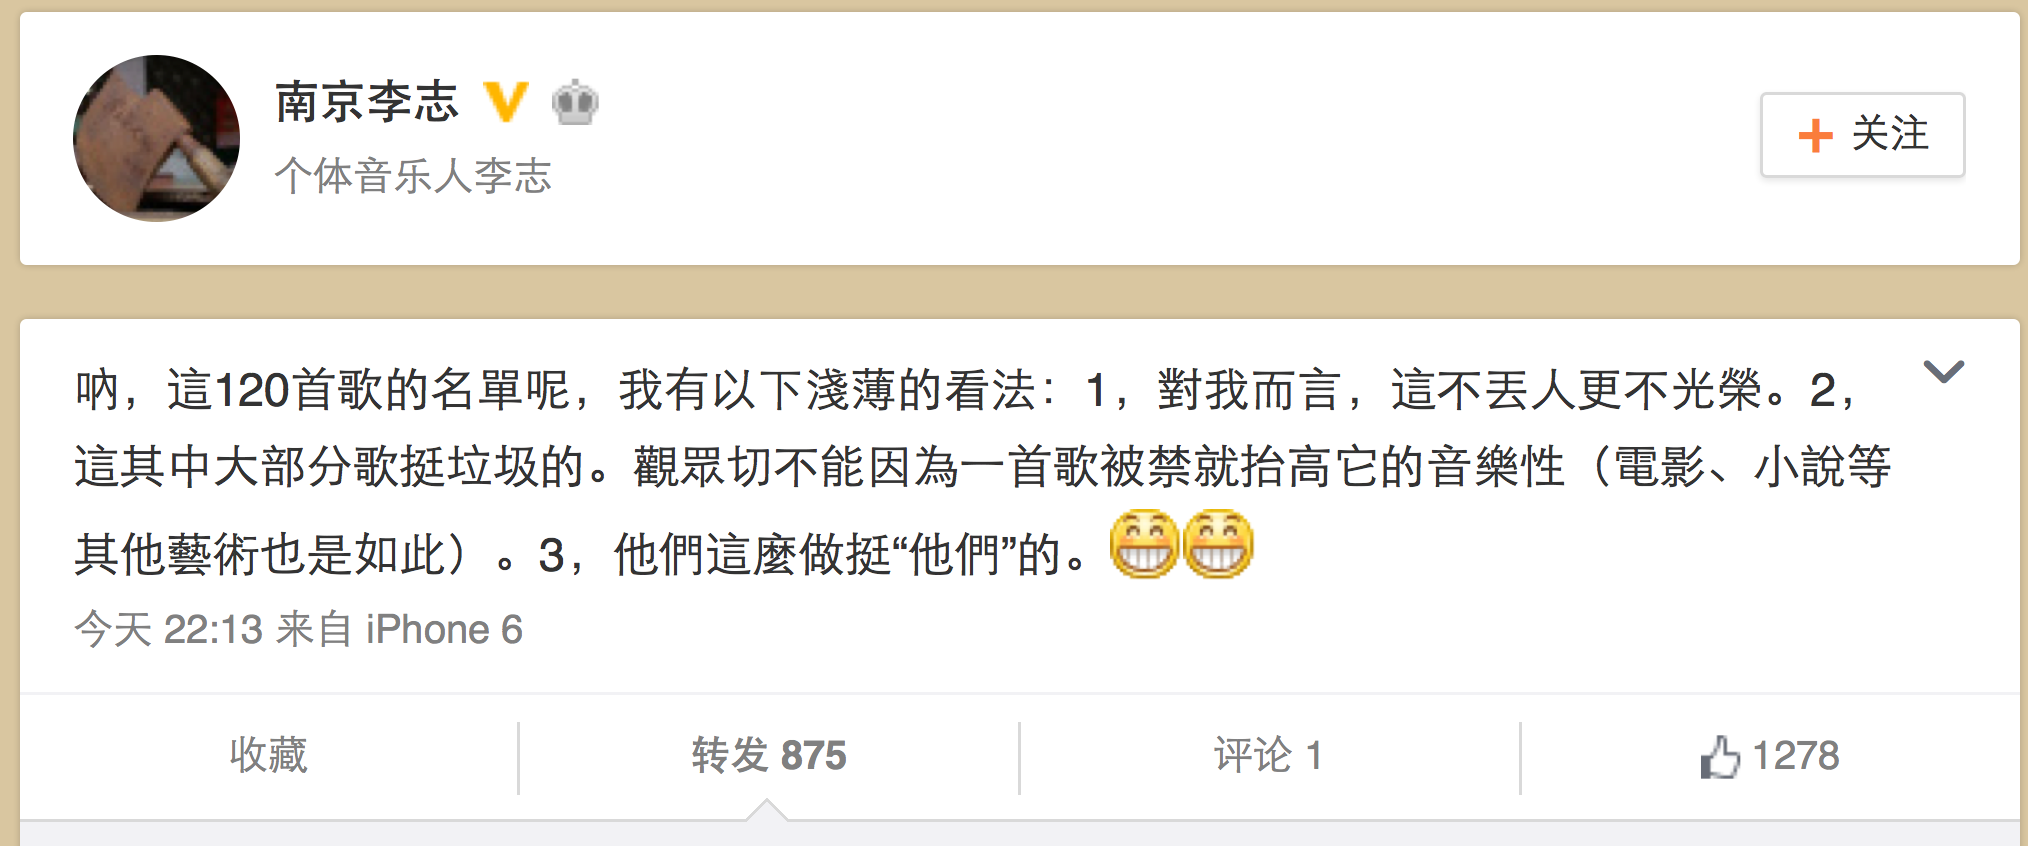 南京李志
个体音乐人李志
+ 关注
吶，這120首歌的名單呢，我有以下淺薄的看法：1，對我而言，這不丟人更不光榮。2，
這其中大部分歌挺垃圾的。觀眾切不能因為一首歌被禁就抬高它的音樂性（電影、小說等
其他藝術也是如此）。3，他們這麼做挺“他們”的。
今天 22:13 来自 iPhone 6
收藏
转发 875
评论 1
1278